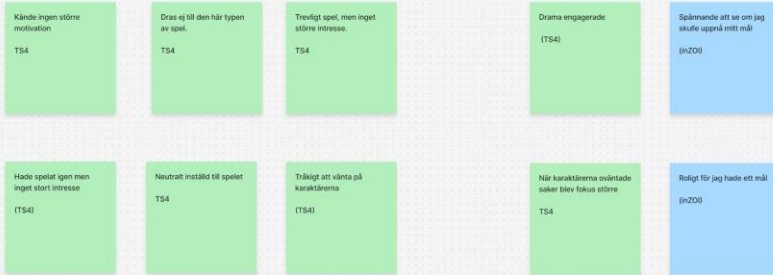 Kände ingen större
motivation
TS4
Dras ej till den här typen
av spel.
TS4
Trevligt spel, men inget
större intresse.
TS4
Drama engagerade
(TS4)
Spännande att se om jag
skulle uppnå mitt mål
(inZOI)
Hade spelat igen men
inget stort intresse
(TS4)
Neutralt inställd till spelet
TS4
Tråkigt att vänta på
karaktärerna
(TS4)
När karaktärerna oväntade
saker blev fokus större
TS4
Roligt för jag hade ett mål
(inZOI)